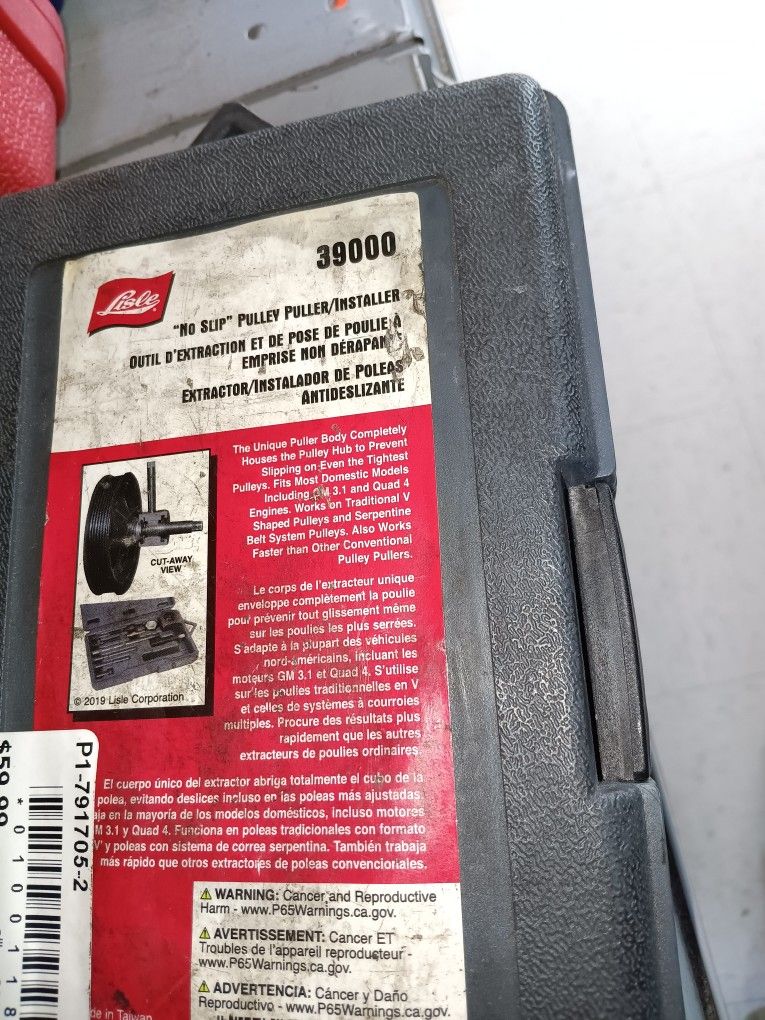 39000
Lisle
"No Slip" Pulley Puller/Installer
Outil d'extraction et de pose de poulie à
emprise non
Extractor/Instalador de Poleas
Antideslizante
The Unique Puller Body Completely
Houses the Pulley Hub to Prevent
Slipping on Even the Tightest
Pulleys. Fits Most Domestic Models
Including GM 3.1 and Quad 4
Engines. Works on Traditional V
Shaped Pulleys and Serpentine
Belt System Pulleys. Also Works
Faster than Other Conventional
Pulley Pullers.
CUT-AWAY
VIEW
© 2019 Lisle Corporation
Le corps de l'extracteur unique
enveloppe complètement la poulie
pour prévenir tout glissement même
sur les poulies les plus serrées.
S'adapte à la plupart des véhicules
nord-américains, incluant les
moteurs GM 3.1 et Quad 4. S'utilise
sur les poulies traditionnelles en V
et celles de systèmes à courroies
multiples. Procure des résultats plus
rapidement que les autres
extracteurs de poulies ordinaires.
El cuerpo único del extractor abriga totalmente el cubo de la
polea, evitando deslices incluso en las poleas más ajustadas.
en la mayoría de los modelos domésticos, incluso motores
M 3.1 y Quad 4. Funciona en poleas tradicionales con formato
V' y poleas con sistema de correa serpentina. También trabaja
más rápido que otros extractores de poleas convencionales.
P1-791705-2
$59.99
*0100118
⚠ WARNING: Cancer and Reproductive
Harm - www.P65Warnings.ca.gov.
⚠ AVERTISSEMENT: Cancer ET
Troubles de l'appareil reproducteur -
www.P65Warnings.ca.gov.
⚠ ADVERTENCIA: Cáncer y Daño
Reproductivo - www.P65Warnings.ca.gov.
de in Taiwan